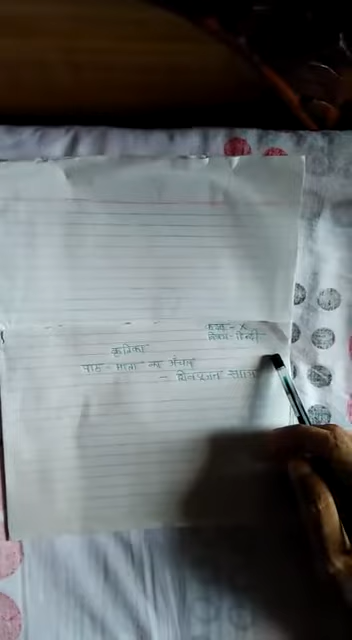 कक्षा - X
विषय - हिन्दी
कृतिका
पाठ - माता का अँचल
- शिवपूजन सहाय